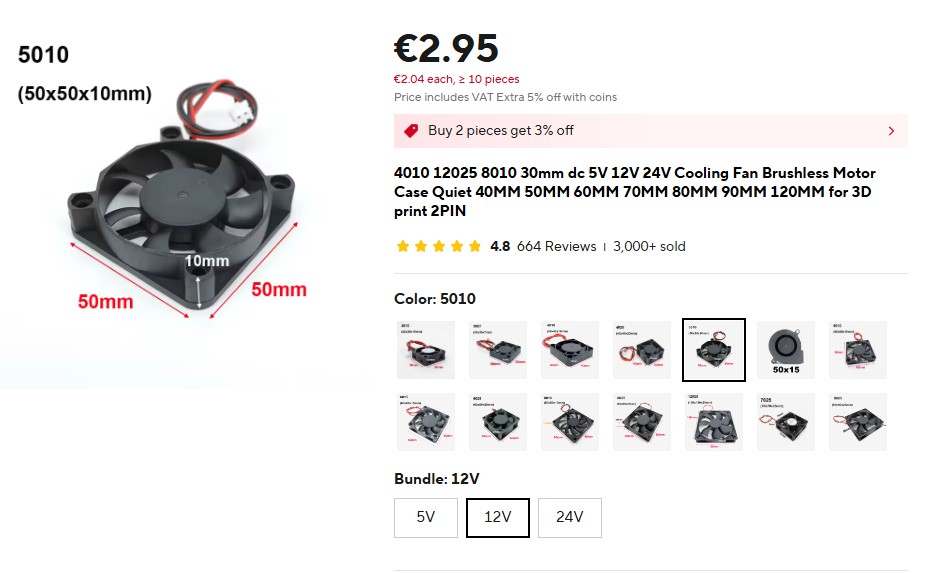 5010
(50x50x10mm)
10mm
50mm
50mm
€2.95
€2.04 each, ≥ 10 pieces
Price includes VAT Extra 5% off with coins
Buy 2 pieces get 3% off
4010 12025 8010 30mm dc 5V 12V 24V Cooling Fan Brushless Motor
Case Quiet 40MM 50MM 60MM 70MM 80MM 90MM 120MM for 3D
print 2PIN
4.8 664 Reviews 3,000+ sold
Color: 5010
50x15
12025
7025
Bundle: 12V
5V 12V 24V